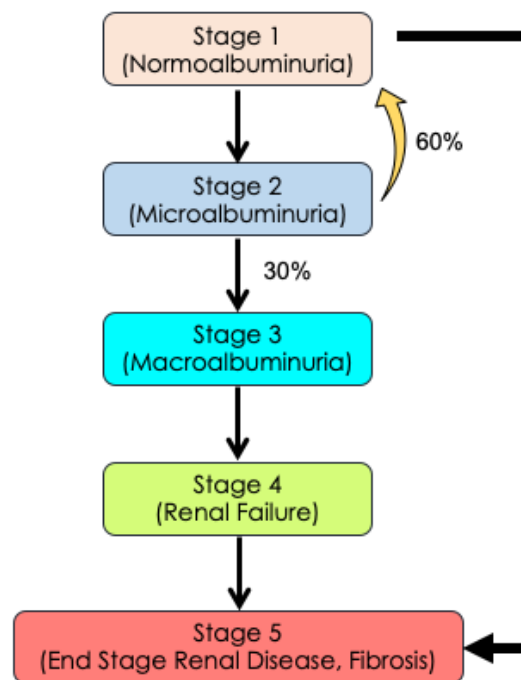 Stage 1
(Normoalbuminuria)
60%
Stage 2
(Microalbuminuria)
30%
Stage 3
(Macroalbuminuria)
Stage 4
(Renal Failure)
Stage 5
(End Stage Renal Disease, Fibrosis)